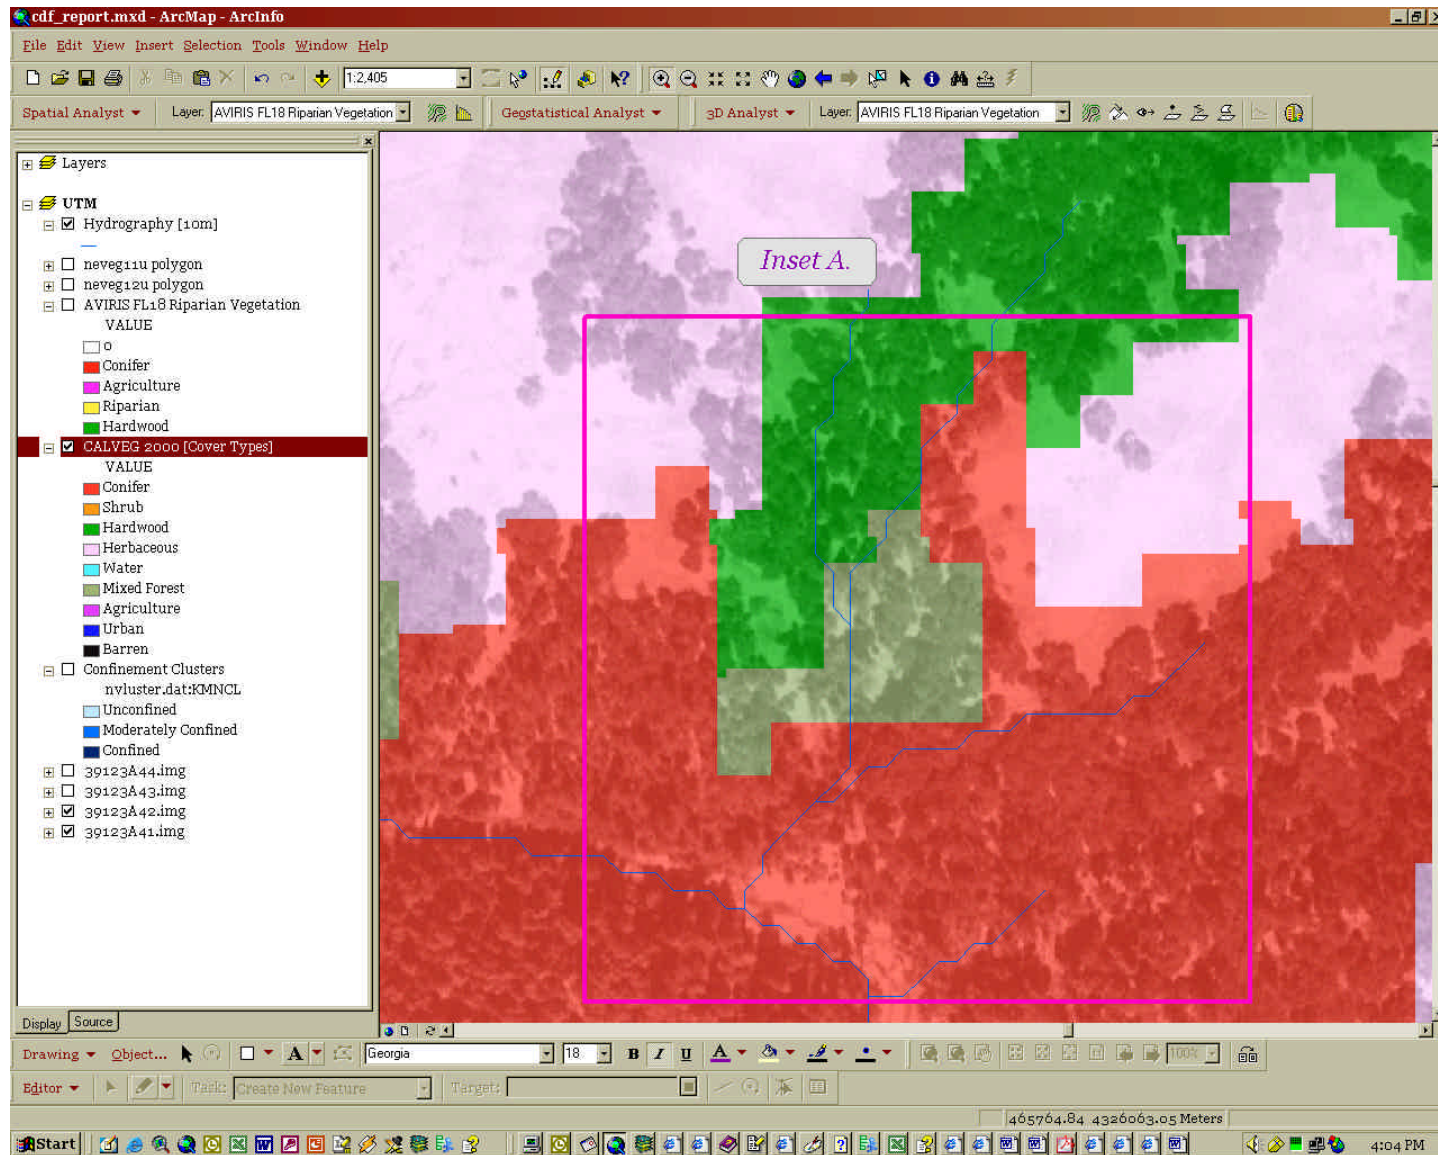 cdf_report.mxd - ArcMap - ArcInfo
File Edit View Insert Selection Tools Window Help
1:2,405
Spatial Analyst Layer: AVIRIS FL18 Riparian Vegetation Geostatistical Analyst 3D Analyst Layer: AVIRIS FL18 Riparian Vegetation
Layers
UTM
Hydrography [10m]
neveg11u polygon
neveg12u polygon
AVIRIS FL18 Riparian Vegetation
VALUE
0
Conifer
Agriculture
Riparian
Hardwood
CALVEG 2000 [Cover Types]
VALUE
Conifer
Shrub
Hardwood
Herbaceous
Water
Mixed Forest
Agriculture
Urban
Barren
Confinement Clusters
nvluster.dat:KMNCL
Unconfined
Moderately Confined
Confined
39123A44.img
39123A43.img
39123A42.img
39123A41.img
Inset A.
Display Source
Drawing Object... A Georgia 18 B I U A 100%
Editor Task: Create New Feature Target:
465764.84 4326063.05 Meters
Start 4:04 PM